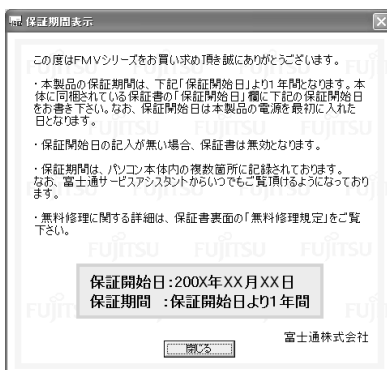 保証期間表示
この度はFMVシリーズをお買い求め頂き誠にありがとうございます。
・本製品の保証期間は、下記「保証開始日」より1年間となります。本
体に同梱されている保証書の「保証開始日」欄に下記の保証開始日
をお書き下さい。なお、保証開始日は本製品の電源を最初に入れた
日となります。
・保証開始日の記入が無い場合、保証書は無効となります。
・保証期間は、パソコン本体内の複数箇所に記録されております。
なお、富士通サービスアシスタントからいつでもご覧頂けるようになっており
ます。
・無料修理に関する詳細は、保証書裏面の「無料修理規定」をご覧
下さい。
FUJITSU FUJITSU FUJITSU
保証開始日:200X年XX月XX日
保証期間 :保証開始日より1年間
富士通株式会社
閉じる